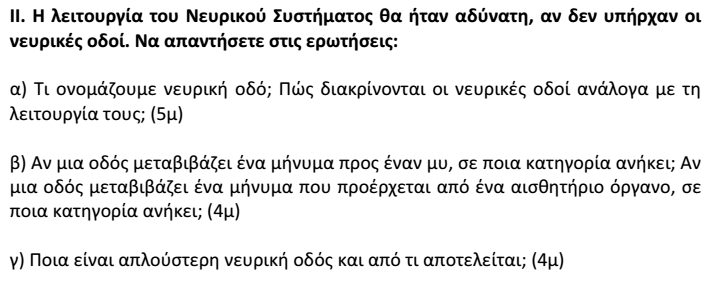 II. Η λειτουργία του Νευρικού Συστήματος θα ήταν αδύνατη, αν δεν υπήρχαν οι
νευρικές οδοί. Να απαντήσετε στις ερωτήσεις:
α) Τι ονομάζουμε νευρική οδό; Πώς διακρίνονται οι νευρικές οδοί ανάλογα με τη
λειτουργία τους; (5μ)
β) Αν μια οδός μεταβιβάζει ένα μήνυμα προς έναν μυ, σε ποια κατηγορία ανήκει; Αν
μια οδός μεταβιβάζει ένα μήνυμα που προέρχεται από ένα αισθητήριο όργανο, σε
ποια κατηγορία ανήκει; (4μ)
γ) Ποια είναι απλούστερη νευρική οδός και από τι αποτελείται; (4μ)